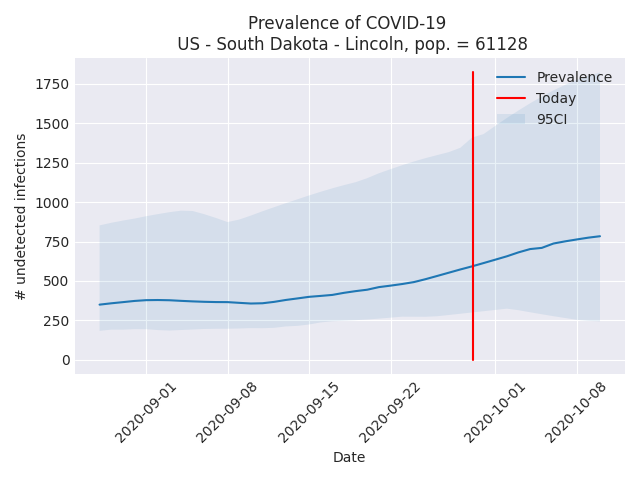 Prevalence of COVID-19
US - South Dakota - Lincoln, pop. = 61128
Prevalence
Today
95CI
1750
1500
1250
1000
750
500
250
0
# undetected infections
2020-09-01
2020-09-08
2020-09-15
2020-09-22
2020-10-01
2020-10-08
Date